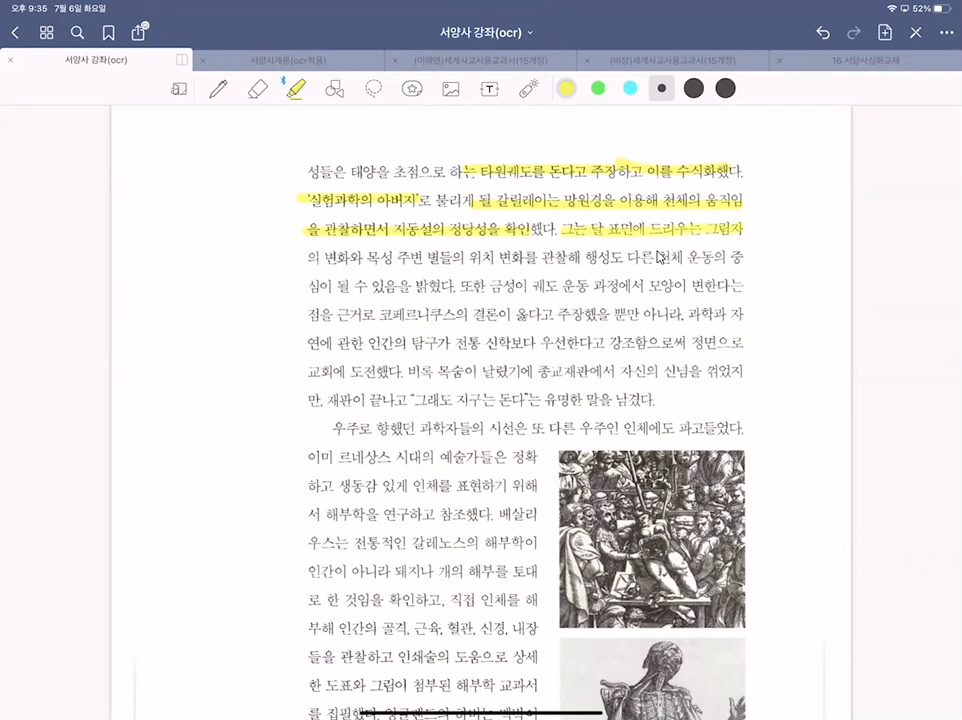 오후 9:35 7월 6일 화요일
52%
서양사 강좌(ocr)
서양사 강좌(ocr)
서양사개론(ocr적용)
(미래엔)세계사교사용교과서(15개정)
(비상)세계사교사용교과서(15개정)
16.서양사심화교제
성들은 태양을 초점으로 하는 타원궤도를 돈다고 주장하고 이를 수식화했다.
'실험과학의 아버지'로 불리게 될 갈릴레이는 망원경을 이용해 천체의 움직임
을 관찰하면서 지동설의 정당성을 확인했다. 그는 달 표면에 드리우는 그림자
의 변화와 목성 주변 별들의 위치 변화를 관찰해 행성도 다른 천체 운동의 중
심이 될 수 있음을 밝혔다. 또한 금성이 궤도 운동 과정에서 모양이 변한다는
점을 근거로 코페르니쿠스의 결론이 옳다고 주장했을 뿐만 아니라, 과학과 자
연에 관한 인간의 탐구가 전통 신학보다 우선한다고 강조함으로써 정면으로
교회에 도전했다. 비록 목숨이 날렸기에 종교재판에서 자신의 신념을 꺾었지
만, 재판이 끝나고 "그래도 지구는 돈다"는 유명한 말을 남겼다.
우주로 향했던 과학자들의 시선은 또 다른 우주인 인체에도 파고들었다.
이미 르네상스 시대의 예술가들은 정확
하고 생동감 있게 인체를 표현하기 위해
서 해부학을 연구하고 참조했다. 베살리
우스는 전통적인 갈레노스의 해부학이
인간이 아니라 돼지나 개의 해부를 토대
로 한 것임을 확인하고, 직접 인체를 해
부해 인간의 골격, 근육, 혈관, 신경, 내장
들을 관찰하고 인쇄술의 도움으로 상세
한 도표와 그림이 첨부된 해부학 교과서
를 집필했다.